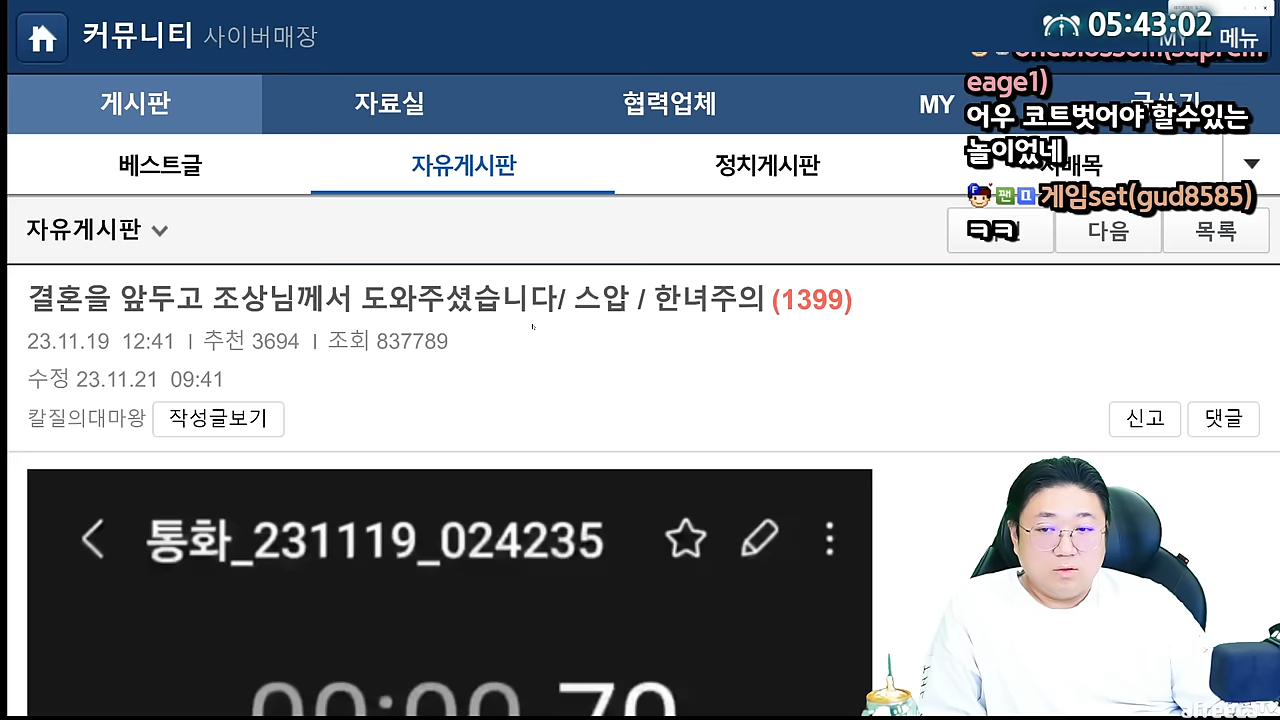 커뮤니티 사이버매장
05:43:02
MY 메뉴
eage1)
어우 코트벗어야 할수있는
놀이었네
게임set(gud8585)
ㅋㅋ
게시판 자료실 협력업체 MY 글쓰기
베스트글 자유게시판 정치게시판
자유게시판
다음 목록
결혼을 앞두고 조상님께서 도와주셨습니다/ 스압 / 한녀주의 (1399)
23.11.19 12:41 | 추천 3694 | 조회 837789
수정 23.11.21 09:41
칼질의대마왕 작성글보기
신고 댓글
통화_231119_024235